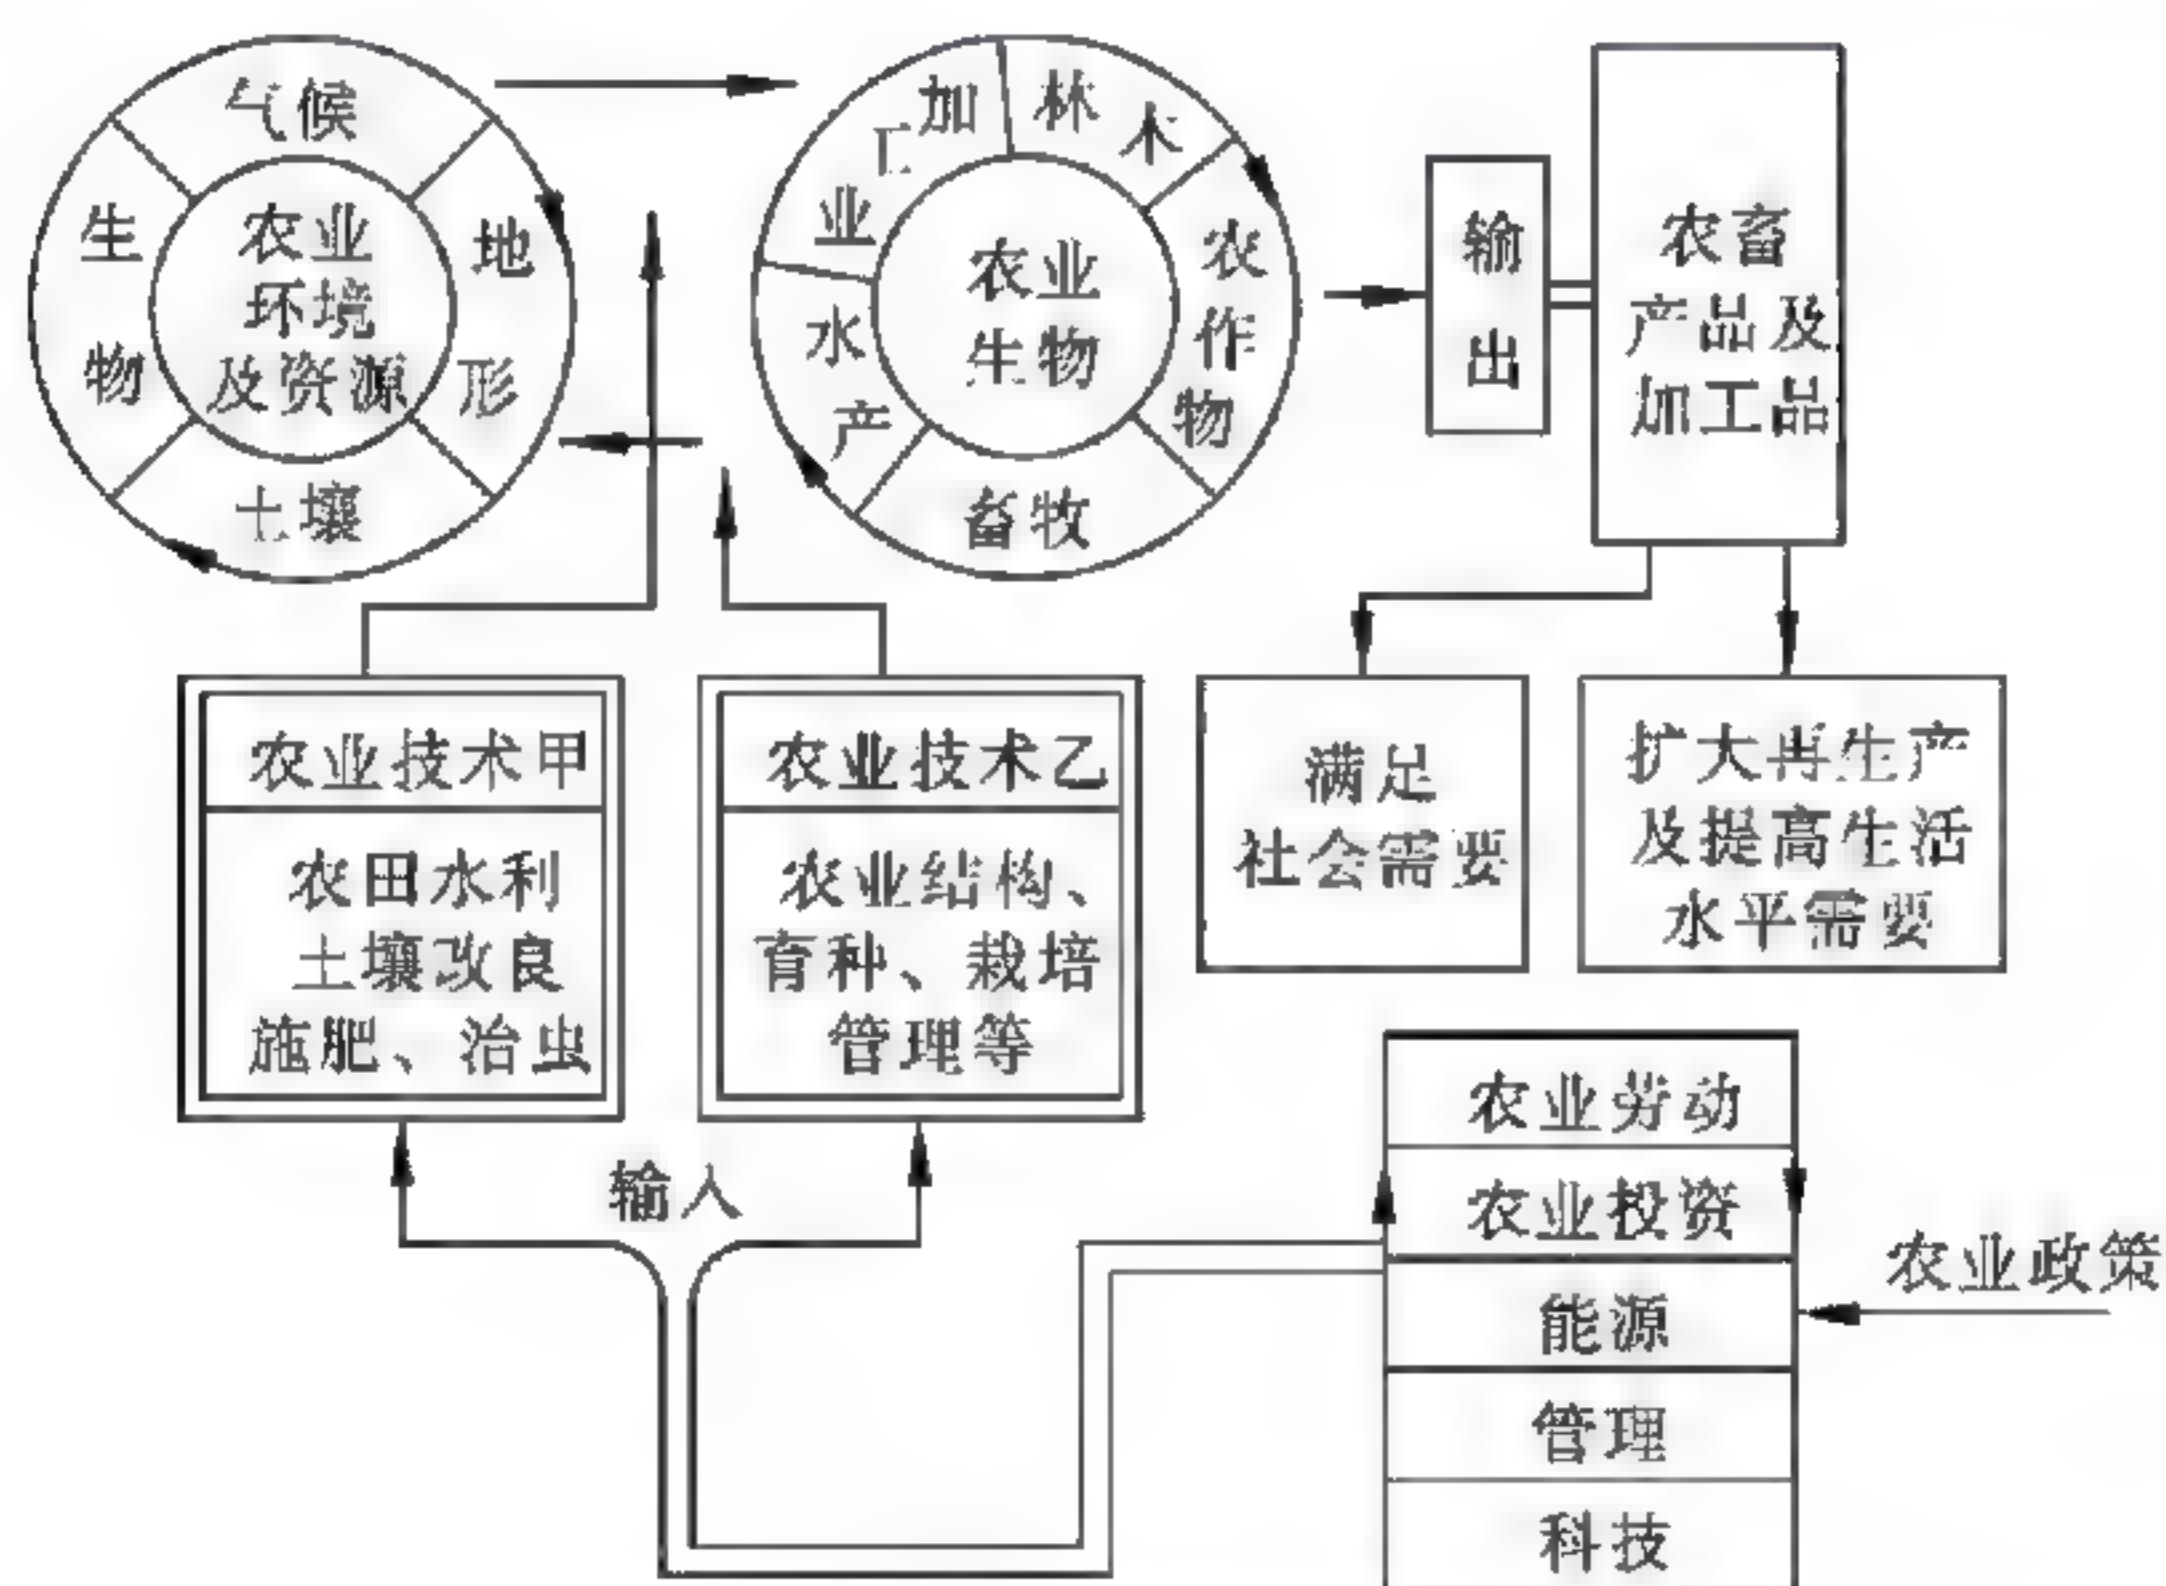 气候
地形
土壤
生物
农业
环境
及资源
林木
农作物
畜牧
水产
加工业
农业
生物
输出
农畜
产品及
加工品
满足
社会需要
扩大再生产
及提高生活
水平需要
农业技术甲
农田水利
土壤改良
施肥、治虫
农业技术乙
农业结构、
育种、栽培
管理等
输入
农业劳动
农业投资
能源
管理
科技
农业政策